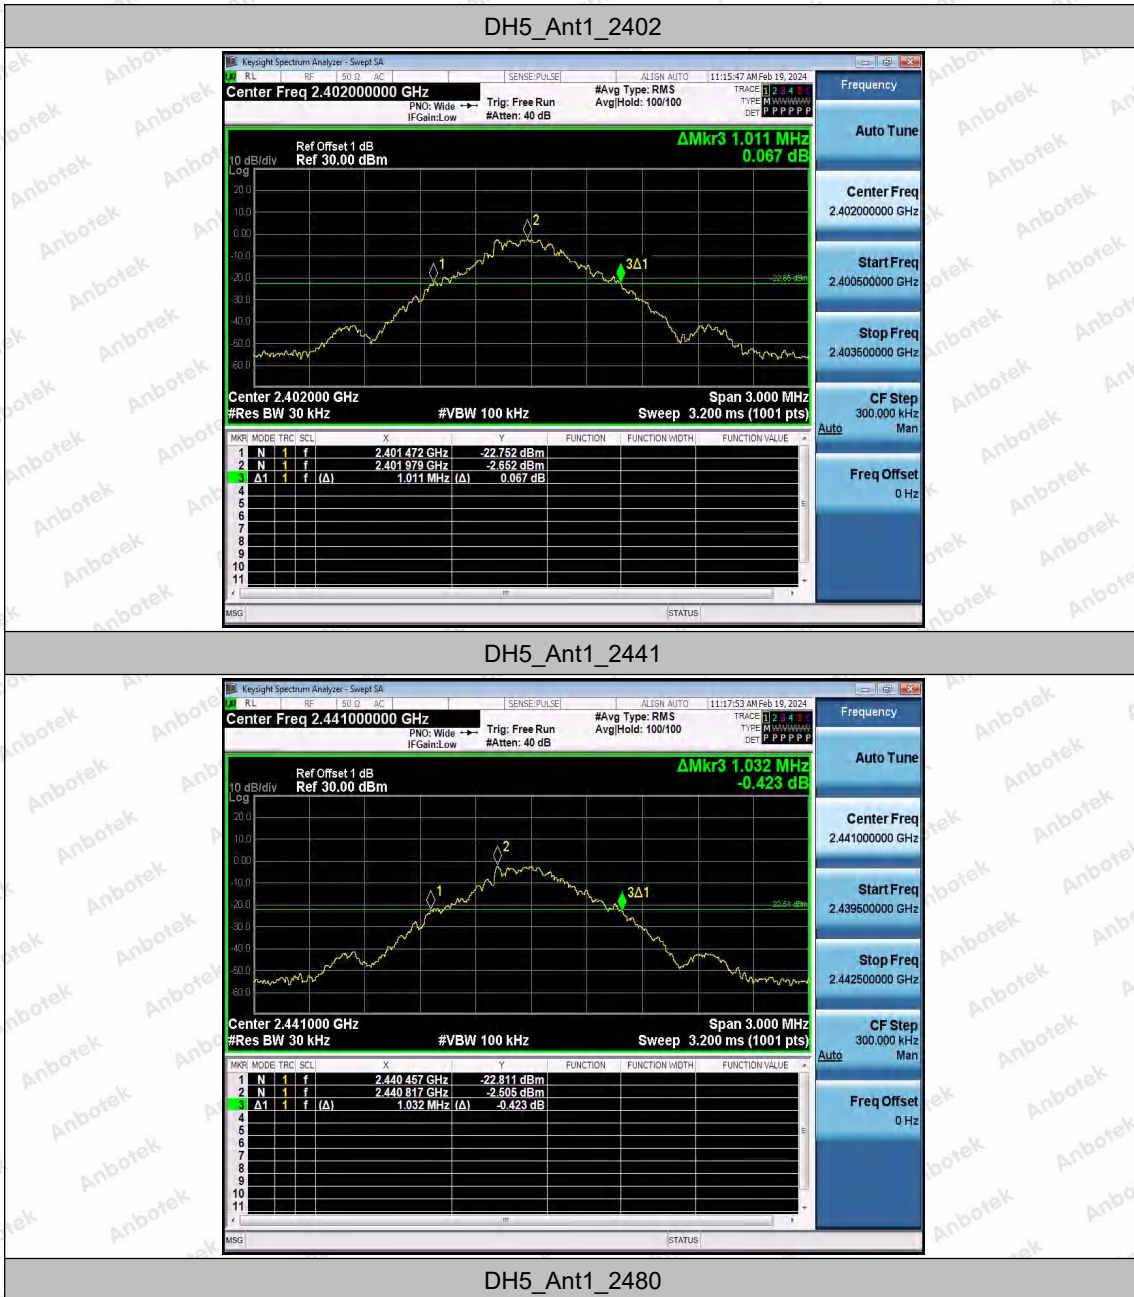 DH5_Ant1_2402
Keysight Spectrum Analyzer - Swept SA
RL RF 50 Ω AC SENSE:PULSE ALIGN AUTO 11:15:47 AM Feb 19, 2024
Center Freq 2.402000000 GHz
PNO: Wide
IFGain:Low
Trig: Free Run
#Atten: 40 dB
#Avg Type: RMS
Avg|Hold: 100/100
TRACE 1 2 3 4
TYPE M
DET P P P P P P
Ref Offset 1 dB
10 dB/div Ref 30.00 dBm
Log
ΔMkr3 1.011 MHz
0.067 dB
20.0
10.0
0.00
-10.0
-20.0
-30.0
-40.0
-50.0
-60.0
1
2
3Δ1
-22.65 dBm
Center 2.402000 GHz Span 3.000 MHz
#Res BW 30 kHz #VBW 100 kHz Sweep 3.200 ms (1001 pts)
MKR MODE TRC SCL X Y FUNCTION FUNCTION WIDTH FUNCTION VALUE
1 N 1 f 2.401 472 GHz -22.752 dBm
2 N 1 f 2.401 979 GHz -2.652 dBm
3 Δ1 1 f (Δ) 1.011 MHz (Δ) 0.067 dB
4
5
6
7
8
9
10
11
MSG STATUS
Frequency
Auto Tune
Center Freq
2.402000000 GHz
Start Freq
2.400500000 GHz
Stop Freq
2.403500000 GHz
CF Step
300.000 kHz
Auto Man
Freq Offset
0 Hz
DH5_Ant1_2441
Keysight Spectrum Analyzer - Swept SA
RL RF 50 Ω AC SENSE:PULSE ALIGN AUTO 11:17:53 AM Feb 19, 2024
Center Freq 2.441000000 GHz
PNO: Wide
IFGain:Low
Trig: Free Run
#Atten: 40 dB
#Avg Type: RMS
Avg|Hold: 100/100
TRACE 1 2 3 4
TYPE M
DET P P P P P P
Ref Offset 1 dB
10 dB/div Ref 30.00 dBm
Log
ΔMkr3 1.032 MHz
-0.423 dB
20.0
10.0
0.00
-10.0
-20.0
-30.0
-40.0
-50.0
-60.0
1
2
3Δ1
-22.51 dBm
Center 2.441000 GHz Span 3.000 MHz
#Res BW 30 kHz #VBW 100 kHz Sweep 3.200 ms (1001 pts)
MKR MODE TRC SCL X Y FUNCTION FUNCTION WIDTH FUNCTION VALUE
1 N 1 f 2.440 457 GHz -22.811 dBm
2 N 1 f 2.440 817 GHz -2.505 dBm
3 Δ1 1 f (Δ) 1.032 MHz (Δ) -0.423 dB
4
5
6
7
8
9
10
11
MSG STATUS
Frequency
Auto Tune
Center Freq
2.441000000 GHz
Start Freq
2.439500000 GHz
Stop Freq
2.442500000 GHz
CF Step
300.000 kHz
Auto Man
Freq Offset
0 Hz
DH5_Ant1_2480